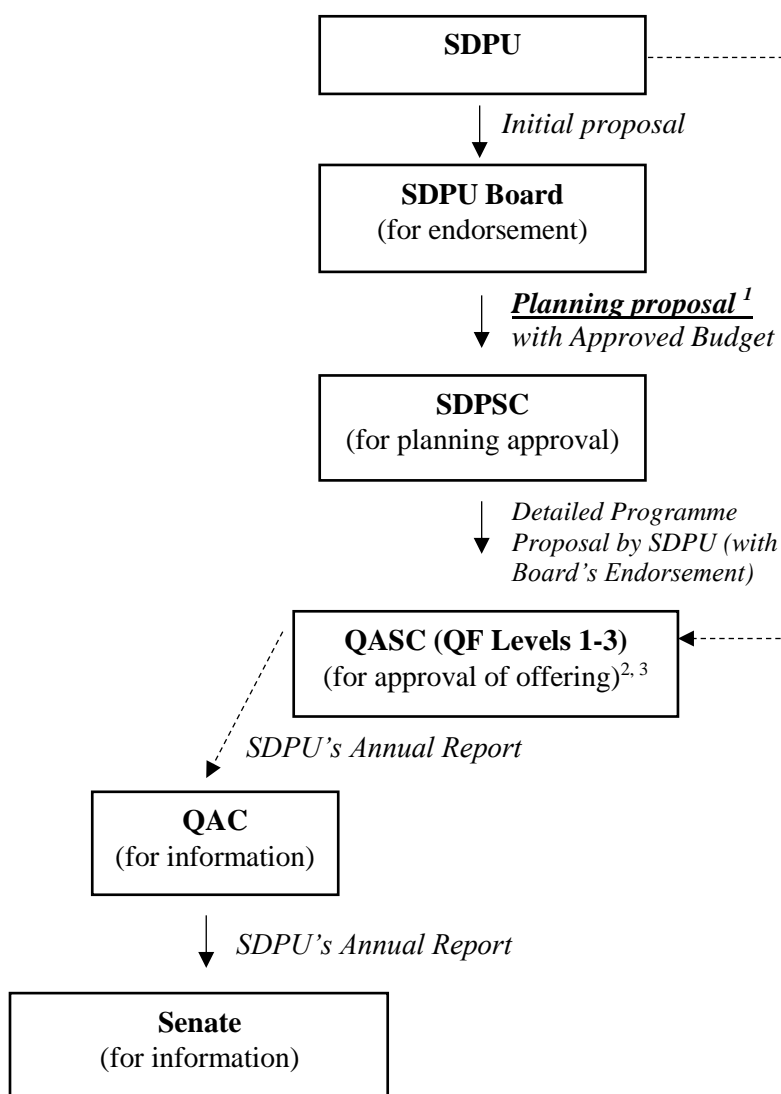 SDPU
Initial proposal
SDPU Board
(for endorsement)
Planning proposal 1
with Approved Budget
SDPSC
(for planning approval)
Detailed Programme
Proposal by SDPU (with
Board’s Endorsement)
QASC (QF Levels 1-3)
(for approval of offering)2, 3
SDPU’s Annual Report
QAC
(for information)
SDPU’s Annual Report
Senate
(for information)